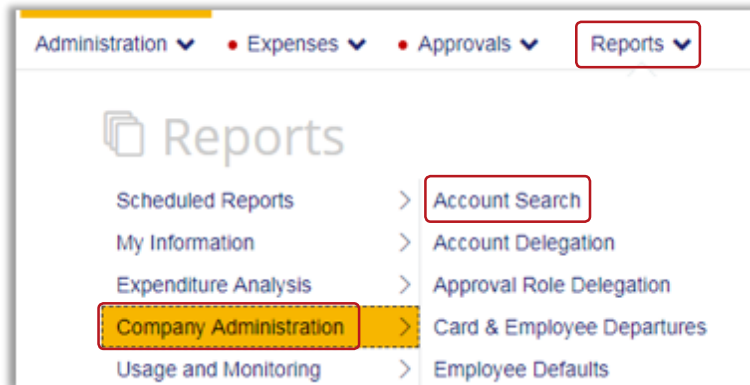 Administration Expenses Approvals Reports
Reports
Scheduled Reports Account Search
My Information Account Delegation
Expenditure Analysis Approval Role Delegation
Company Administration Card & Employee Departures
Usage and Monitoring Employee Defaults